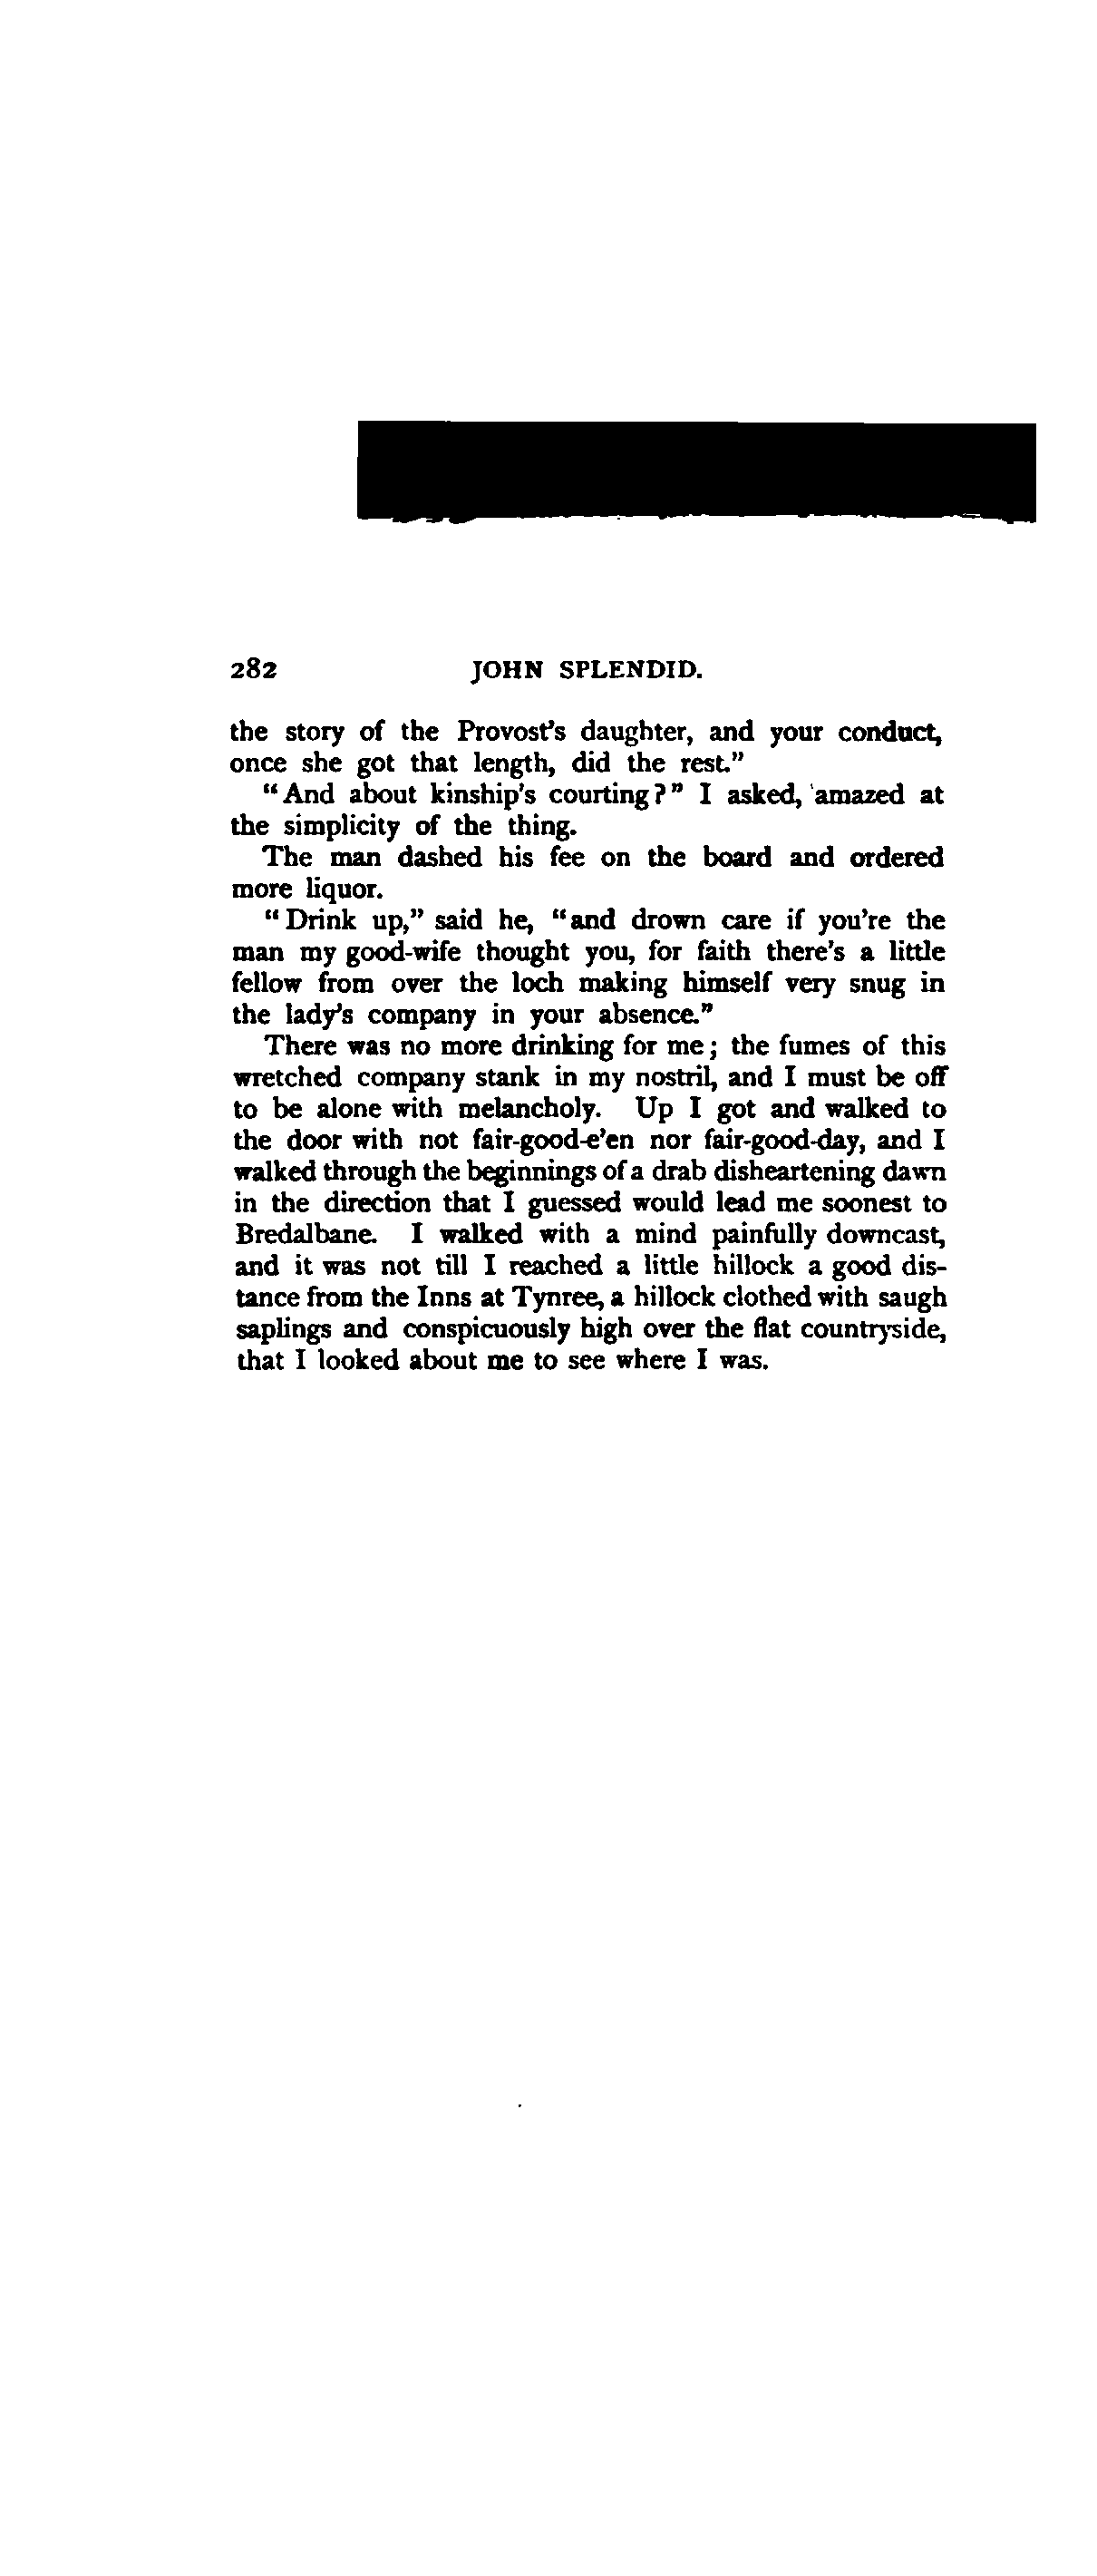 282 JOHN SPLENDID.
the story of the Provost's daughter, and your conduct,
once she got that length, did the rest."
"And about kinship's courting?" I asked, amazed at
the simplicity of the thing.
The man dashed his fee on the board and ordered
more liquor.
"Drink up," said he, "and drown care if you're the
man my good-wife thought you, for faith there's a little
fellow from over the loch making himself very snug in
the lady's company in your absence."
There was no more drinking for me; the fumes of this
wretched company stank in my nostril, and I must be off
to be alone with melancholy. Up I got and walked to
the door with not fair-good-e'en nor fair-good-day, and I
walked through the beginnings of a drab disheartening dawn
in the direction that I guessed would lead me soonest to
Bredalbane. I walked with a mind painfully downcast,
and it was not till I reached a little hillock a good dis-
tance from the Inns at Tynree, a hillock clothed with saugh
saplings and conspicuously high over the flat countryside,
that I looked about me to see where I was.